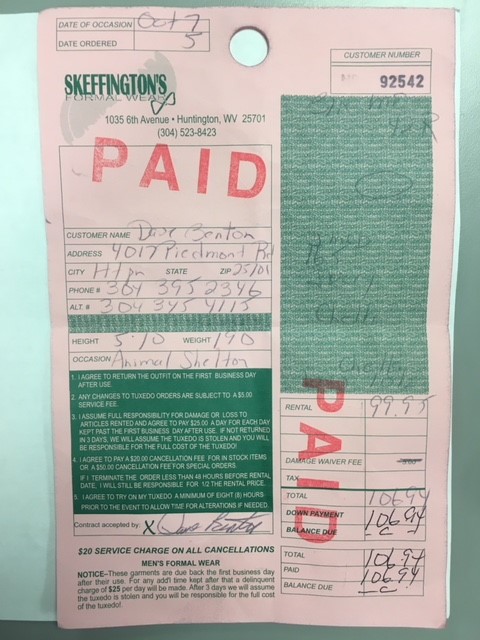 DATE OF OCCASION Oct 7
DATE ORDERED 5
CUSTOMER NUMBER
92542
SKEFFINGTON'S
FORMAL WEAR
1035 6th Avenue • Huntington, WV 25701
(304) 523-8423
PAID
CUSTOMER NAME Dave Benton
ADDRESS 4017 Piedmont Rd
CITY Htgn STATE ZIP 25701
PHONE # 304 395 2346
ALT. # 304 345 4115
HEIGHT 5-10 WEIGHT 190
OCCASION Animal Shelton
1. I AGREE TO RETURN THE OUTFIT ON THE FIRST BUSINESS DAY
AFTER USE.
2. ANY CHANGES TO TUXEDO ORDERS ARE SUBJECT TO A $5.00
SERVICE FEE.
3. I ASSUME FULL RESPONSIBILITY FOR DAMAGE OR LOSS TO
ARTICLES RENTED AND AGREE TO PAY $25.00 A DAY FOR EACH DAY
KEPT PAST THE FIRST BUSINESS DAY AFTER USE. IF NOT RETURNED
IN 3 DAYS, WE WILL ASSUME THE TUXEDO IS STOLEN AND YOU WILL
BE RESPONSIBLE FOR THE FULL COST OF THE TUXEDO!.
4. I AGREE TO PAY A $20.00 CANCELLATION FEE FOR IN STOCK ITEMS
OR A $50.00 CANCELLATION FEE FOR SPECIAL ORDERS.
IF I TERMINATE THE ORDER LESS THAN 48 HOURS BEFORE RENTAL
DATE, I WILL STILL BE RESPONSIBLE FOR 1/2 THE RENTAL PRICE.
5. I AGREE TO TRY ON MY TUXEDO A MINIMUM OF EIGHT (8) HOURS
PRIOR TO THE EVENT TO ALLOW TIME FOR ALTERATIONS IF NEEDED.
Contract accepted by: X Dave Benton
$20 SERVICE CHARGE ON ALL CANCELLATIONS
MEN'S FORMAL WEAR
NOTICE–These garments are due back the first business day
after their use. For any add'l time kept after that a delinquent
charge of $25 per day will be made. After 3 days we will assume
the tuxedo is stolen and you will be responsible for the full cost
of the tuxedo!.
PAID
RENTAL 99.95
DAMAGE WAIVER FEE
TAX
TOTAL 10694
DOWN PAYMENT 106.94
BALANCE DUE
TOTAL 10694
PAID 10694
BALANCE DUE